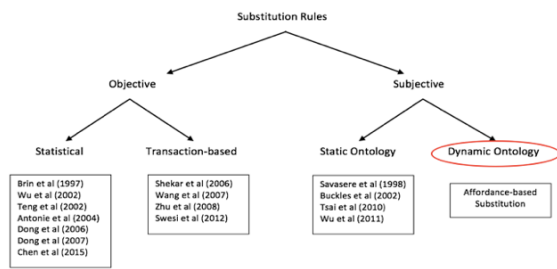 Substitution Rules
Objective
Subjective
Statistical
Transaction-based
Static Ontology
Dynamic Ontology
Brin et al (1997)
Wu et al (2002)
Teng et al (2002)
Antonie et al (2004)
Dong et al (2006)
Dong et al (2007)
Chen et al (2015)
Shekar et al (2006)
Wang et al (2007)
Zhu et al (2008)
Swesi et al (2012)
Savasere et al (1998)
Buckles et al (2002)
Tsai et al (2010)
Wu et al (2011)
Affordance-based
Substitution